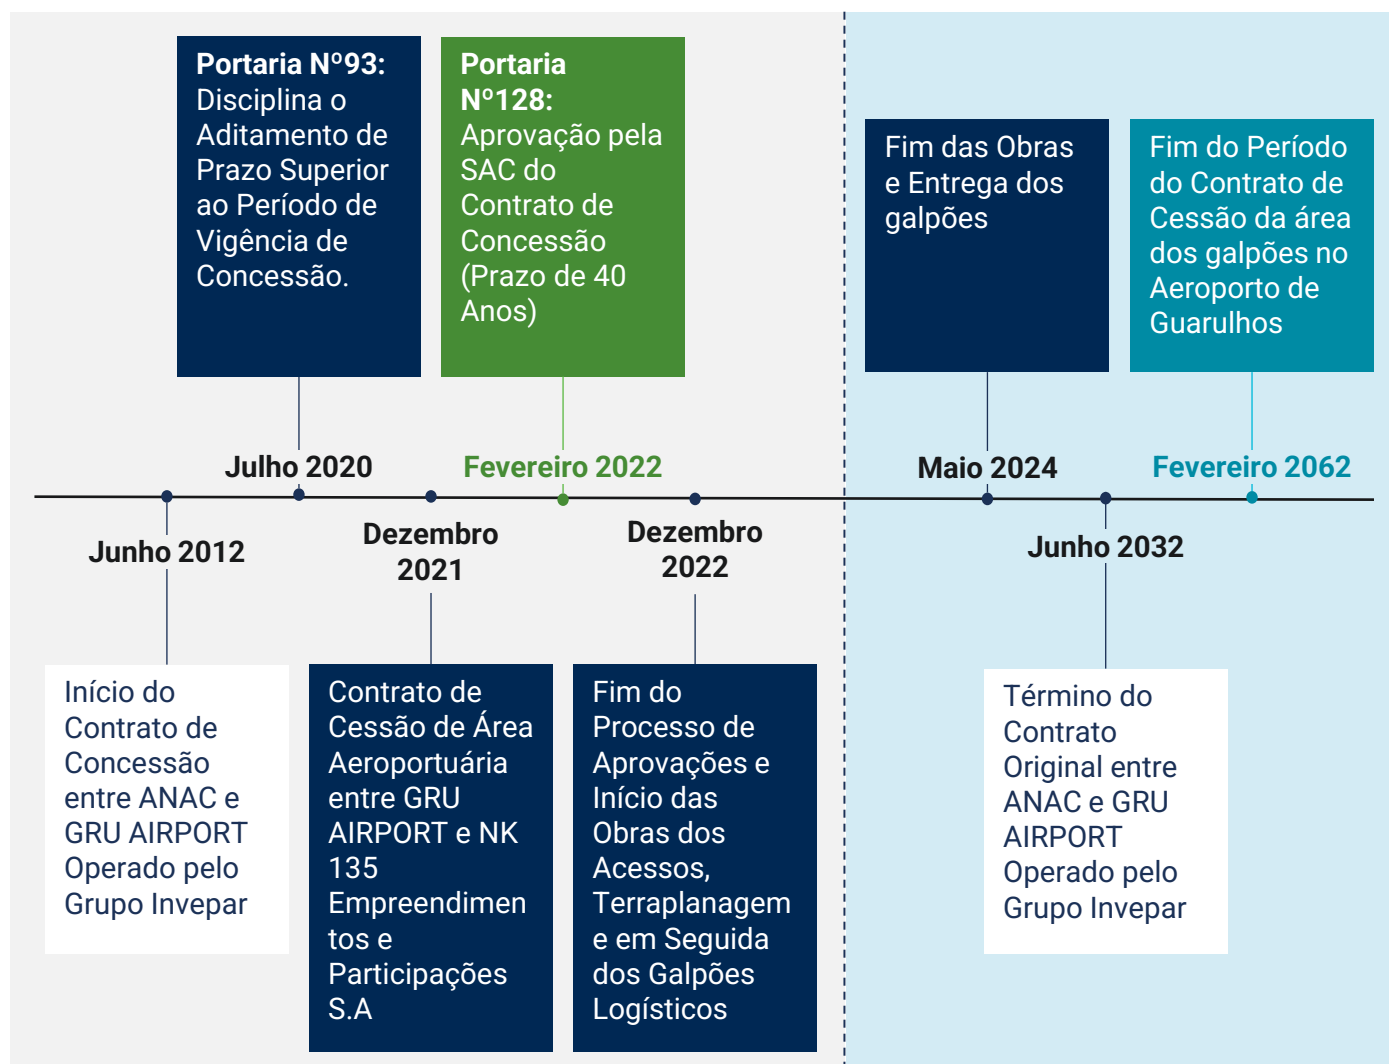 Portaria Nº93:
Disciplina o
Aditamento de
Prazo Superior
ao Período de
Vigência de
Concessão.
Portaria
Nº128:
Aprovação pela
SAC do
Contrato de
Concessão
(Prazo de 40
Anos)
Fim das Obras
e Entrega dos
galpões
Fim do Período
do Contrato de
Cessão da área
dos galpões no
Aeroporto de
Guarulhos
Julho 2020
Fevereiro 2022
Maio 2024
Fevereiro 2062
Junho 2012
Dezembro
2021
Dezembro
2022
Junho 2032
Início do
Contrato de
Concessão
entre ANAC e
GRU AIRPORT
Operado pelo
Grupo Invepar
Contrato de
Cessão de Área
Aeroportuária
entre GRU
AIRPORT e NK
135
Empreendimen
tos e
Participações
S.A
Fim do
Processo de
Aprovações e
Início das
Obras dos
Acessos,
Terraplanagem
e em Seguida
dos Galpões
Logísticos
Término do
Contrato
Original entre
ANAC e GRU
AIRPORT
Operado pelo
Grupo Invepar